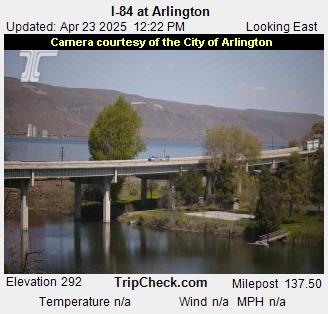 I-84 at Arlington
Updated: Apr 23 2025 12:22 PM Looking East
Camera courtesy of the City of Arlington
Elevation 292 TripCheck.com Milepost 137.50
Temperature n/a Wind n/a MPH n/a